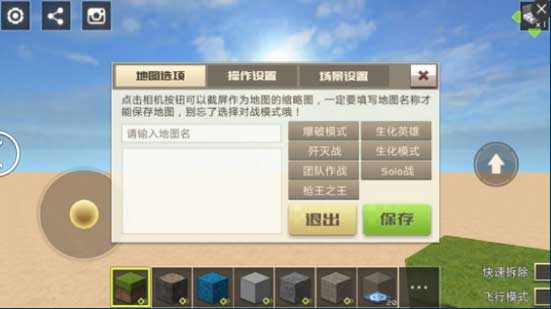 x1
地图选项 操作设置 场景设置
点击相机按钮可以截屏作为地图的缩略图，一定要填写地图名称才
能保存地图，别忘了选择对战模式哦！
请输入地图名
爆破模式 生化英雄
歼灭战 生化模式
团队作战 Solo战
枪王之王
退出 保存
20
快速拆除
飞行模式